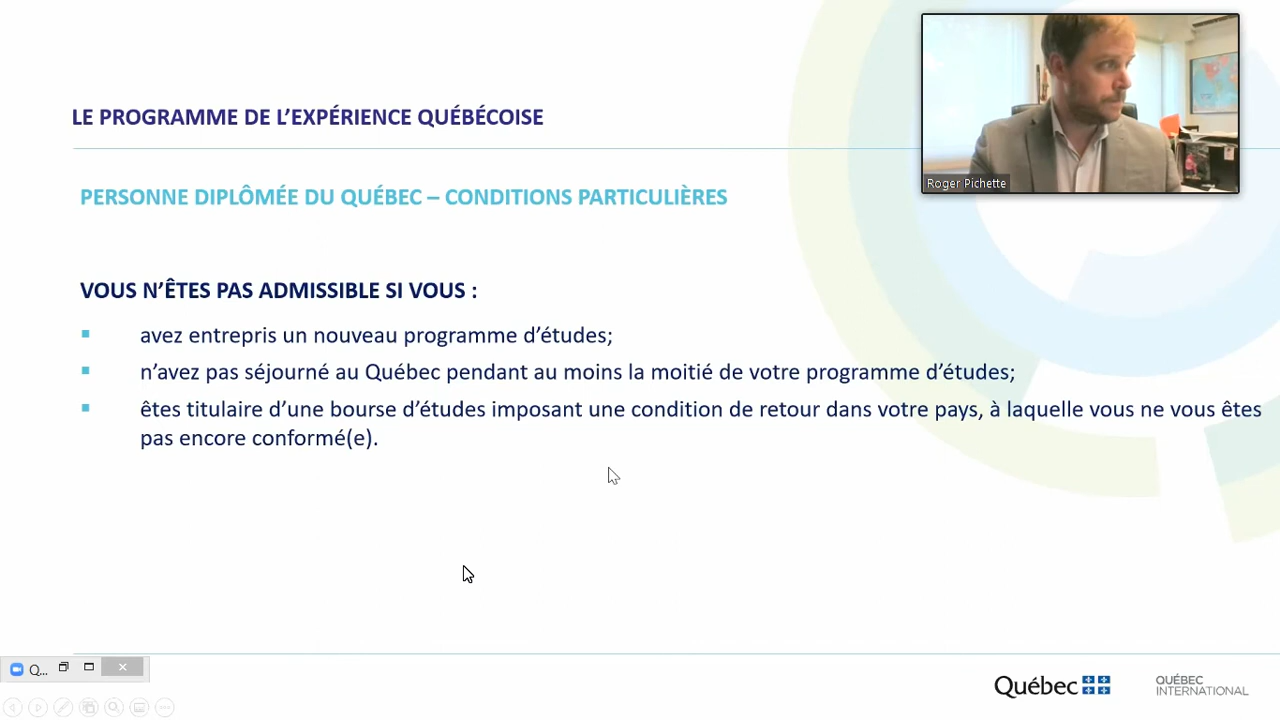 LE PROGRAMME DE L’EXPÉRIENCE QUÉBÉCOISE
Roger Pichette
PERSONNE DIPLÔMÉE DU QUÉBEC – CONDITIONS PARTICULIÈRES
VOUS N’ÊTES PAS ADMISSIBLE SI VOUS :
avez entrepris un nouveau programme d’études;
n’avez pas séjourné au Québec pendant au moins la moitié de votre programme d’études;
êtes titulaire d’une bourse d’études imposant une condition de retour dans votre pays, à laquelle vous ne vous êtes
pas encore conformé(e).
Q...
Québec
QUÉBEC
INTERNATIONAL